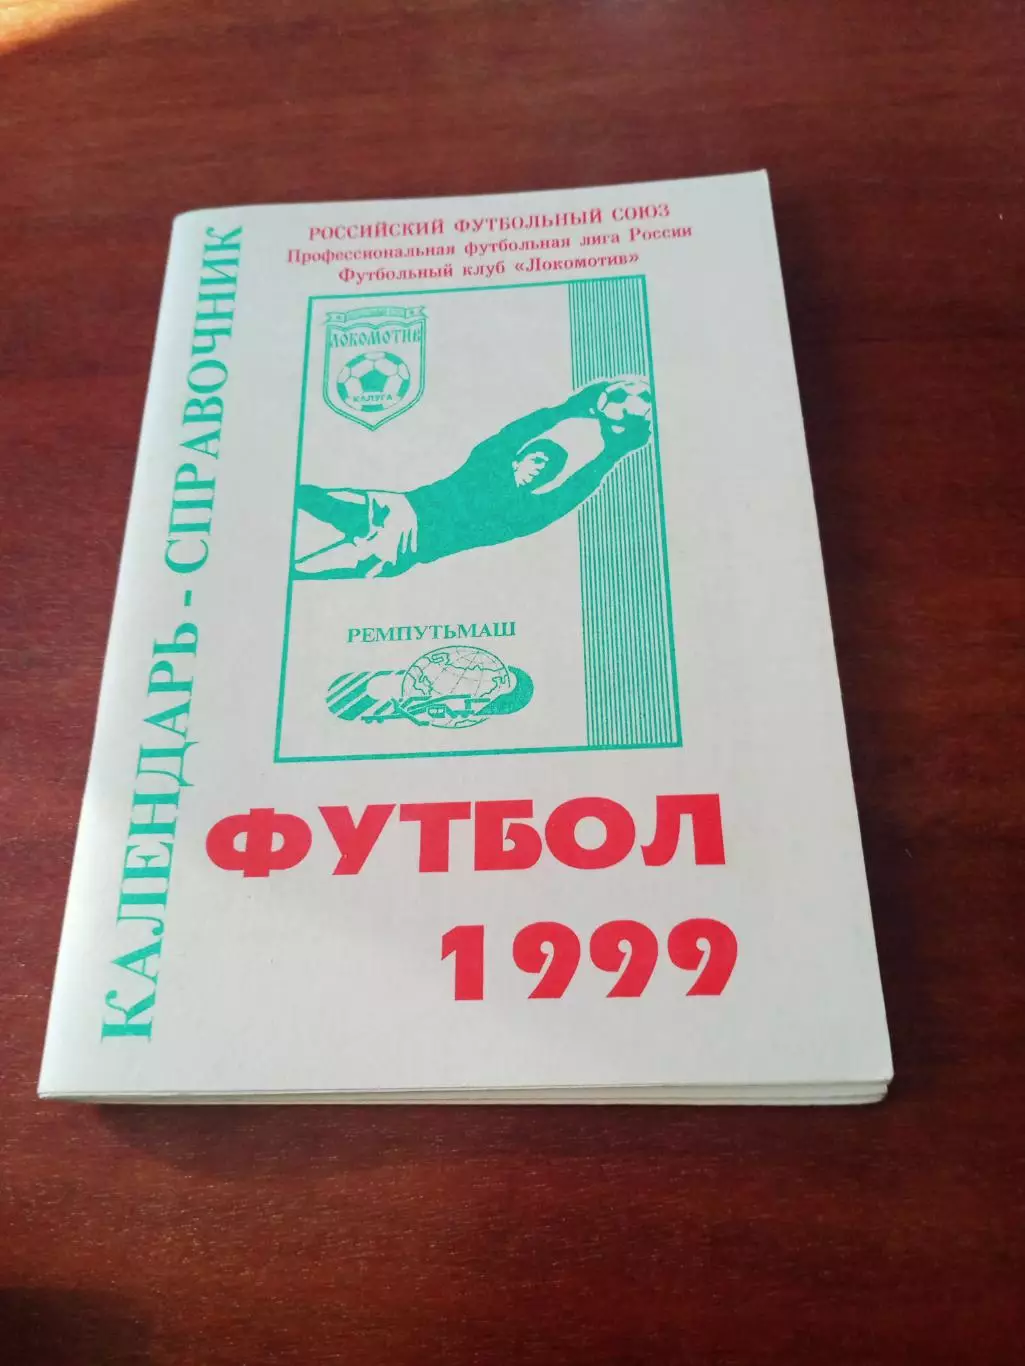 РОССИЙСКИЙ ФУТБОЛЬНЫЙ СОЮЗ
Профессиональная футбольная лига России
Футбольный клуб «Локомотив»
КАЛЕНДАРЬ - СПРАВОЧНИК
ЛОКОМОТИВ
КАЛУГА
РЕМПУТЬМАШ
ФУТБОЛ
1999